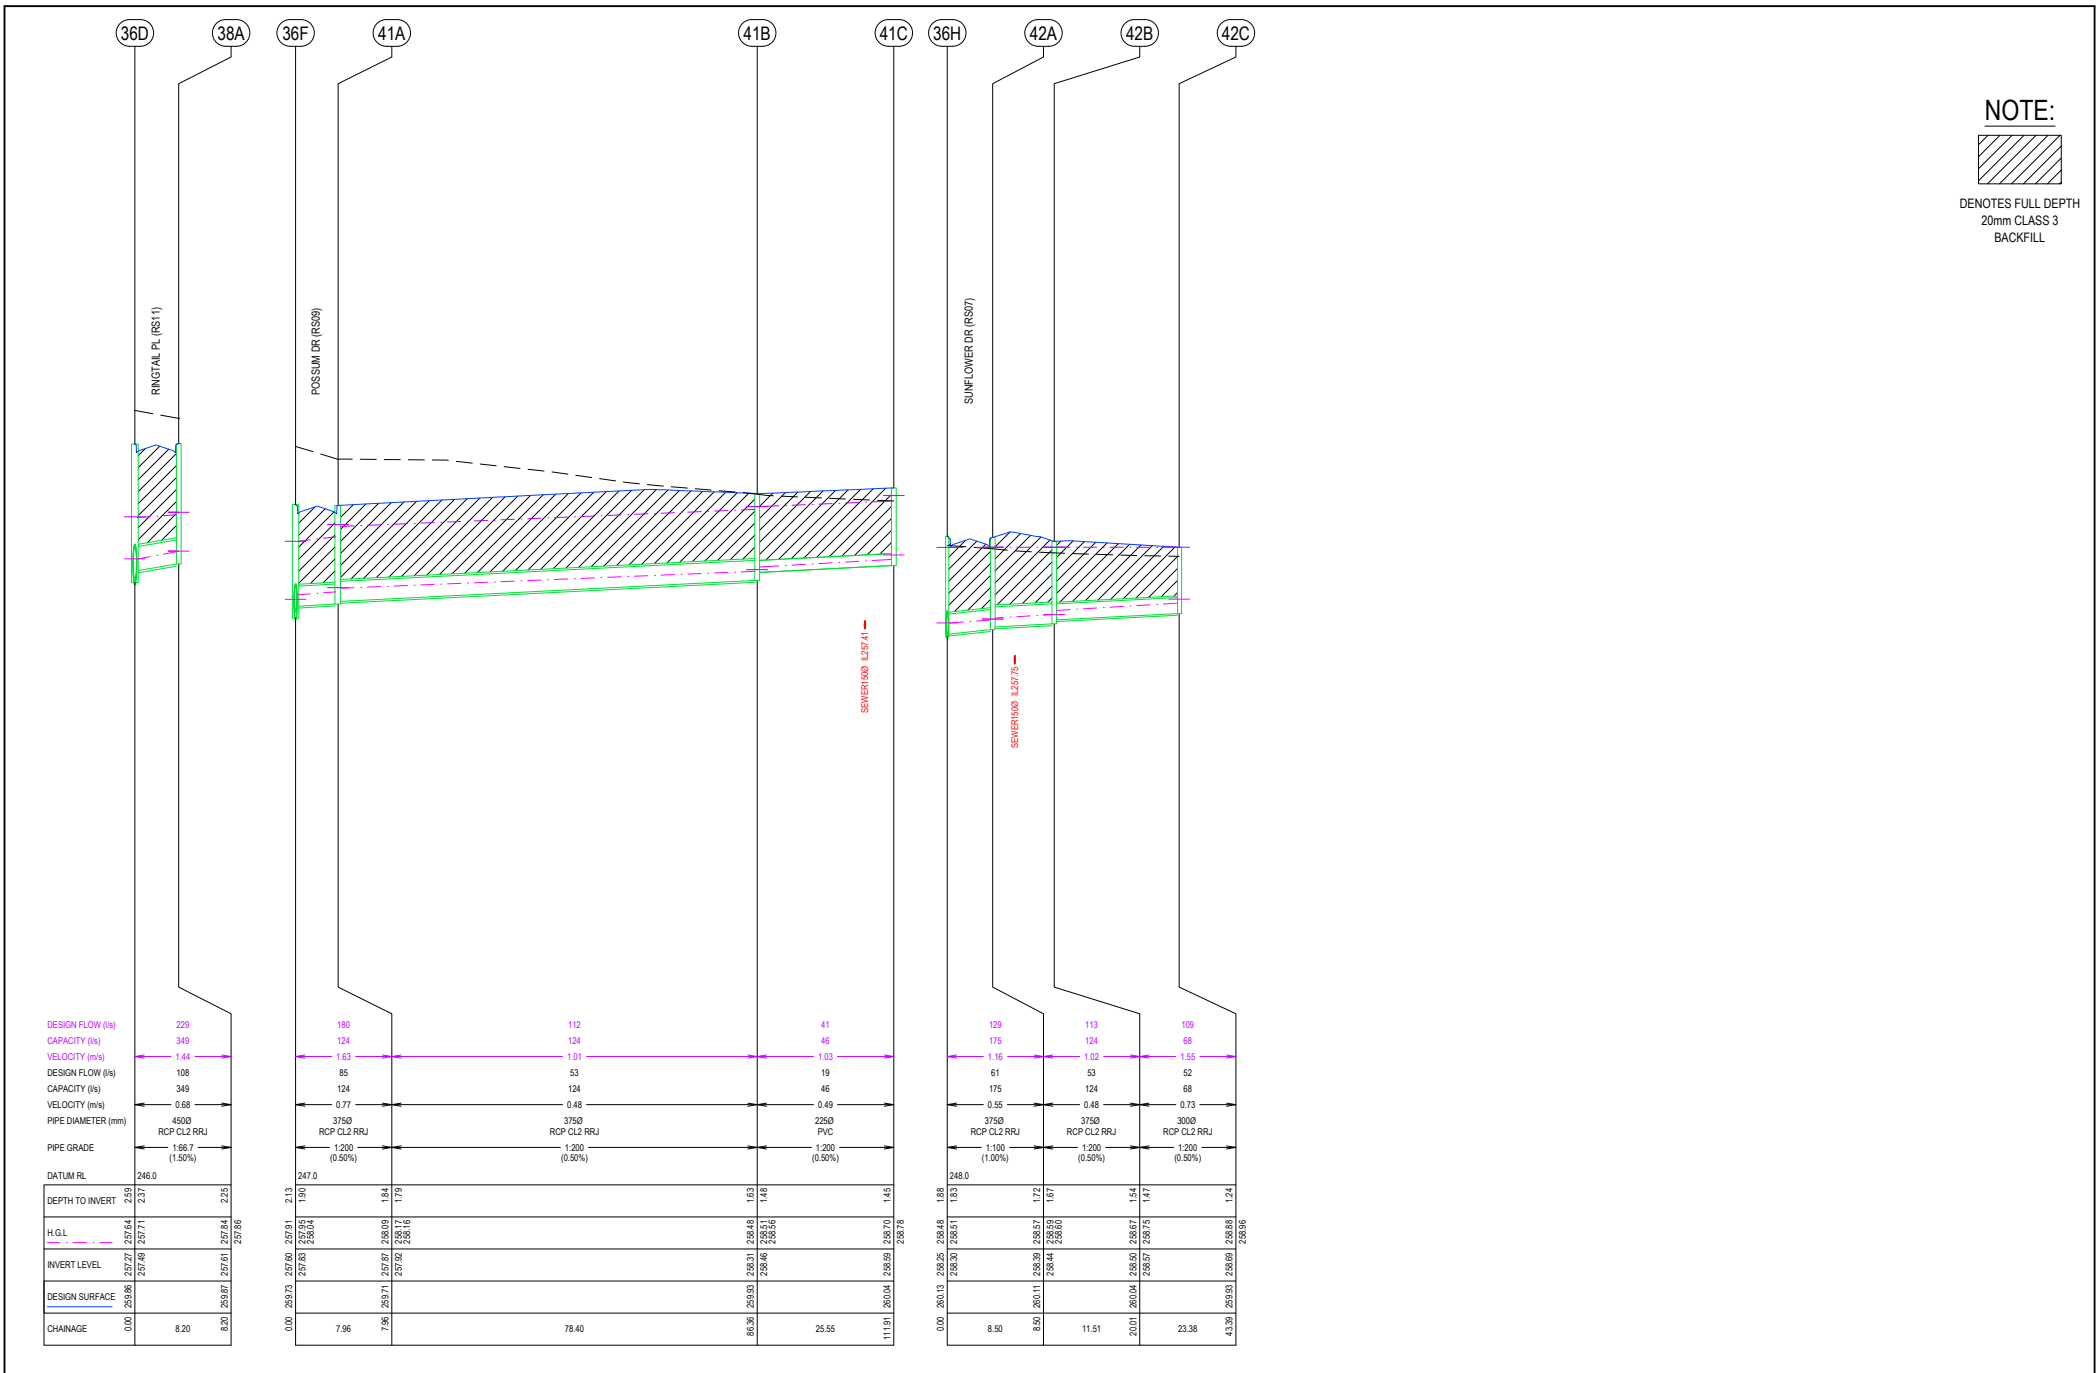 36D 38A 36F 41A 41B 41C 36H 42A 42B 42C
NOTE:
DENOTES FULL DEPTH
20mm CLASS 3
BACKFILL
RINGTAIL PL (RS11)
POSSUM DR (RS09)
SUNFLOWER DR (RS07)
SEWER150Ø IL257.41
SEWER150Ø IL257.75
DESIGN FLOW (l/s) 229 180 112 41 129 113 109
CAPACITY (l/s) 349 124 124 46 175 124 68
VELOCITY (m/s) 1.44 1.63 1.01 1.03 1.16 1.02 1.55
DESIGN FLOW (l/s) 108 85 53 19 61 53 52
CAPACITY (l/s) 349 124 124 46 175 124 68
VELOCITY (m/s) 0.68 0.77 0.48 0.49 0.55 0.48 0.73
PIPE DIAMETER (mm) 450Ø 375Ø 375Ø 225Ø 375Ø 375Ø 300Ø
RCP CL2 RRJ RCP CL2 RRJ RCP CL2 RRJ PVC RCP CL2 RRJ RCP CL2 RRJ RCP CL2 RRJ
PIPE GRADE 1:66.7 1:200 1:200 1:200 1:100 1:200 1:200
(1.50%) (0.50%) (0.50%) (0.50%) (1.00%) (0.50%) (0.50%)
DATUM RL 246.0 247.0 248.0
DEPTH TO INVERT 2.59 2.37 2.25 2.13 1.90 1.84 1.79 1.63 1.48 1.45 1.88 1.83 1.72 1.67 1.54 1.47 1.24
H.G.L 257.64 257.71 257.84 257.86 257.91 257.95 258.04 258.09 258.17 258.16 258.48 258.51 258.56 258.70 258.78 258.48 258.51 258.57 258.59 258.60 258.67 258.75 258.88 258.96
INVERT LEVEL 257.27 257.49 257.61 257.60 257.83 257.87 257.92 258.31 258.46 258.59 258.25 258.30 258.39 258.44 258.50 258.57 258.69
DESIGN SURFACE 259.86 259.87 259.73 259.71 259.93 260.04 260.13 260.11 260.04 259.93
CHAINAGE 0.00 8.20 8.20 0.00 7.96 7.96 78.40 86.36 25.55 111.91 0.00 8.50 8.50 11.51 20.01 23.38 43.39